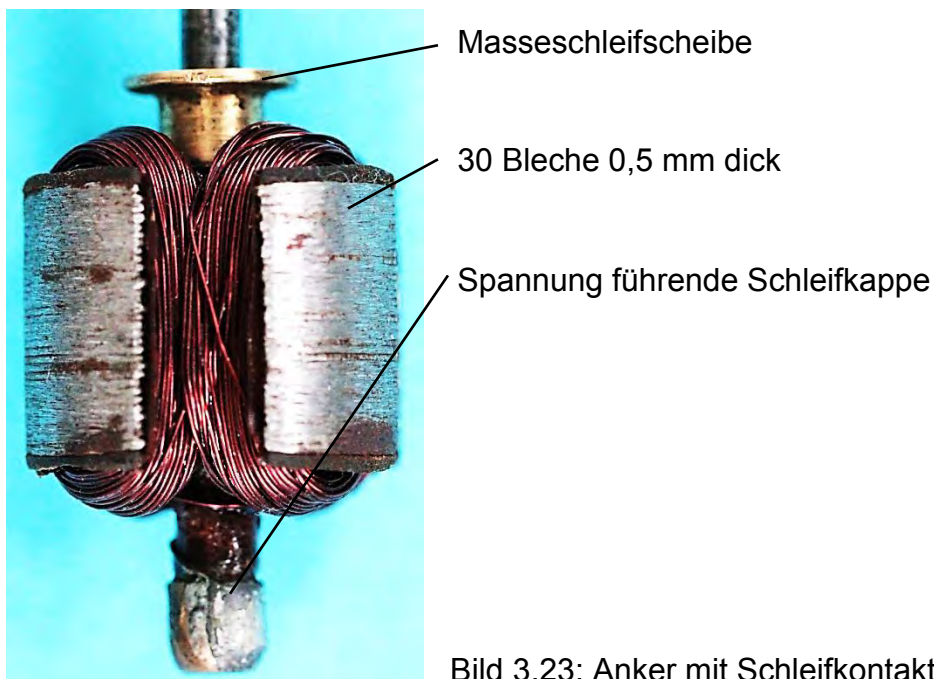 Masseschleifscheibe
30 Bleche 0,5 mm dick
Spannung führende Schleifkappe
Bild 3.23: Anker mit Schleifkontakt